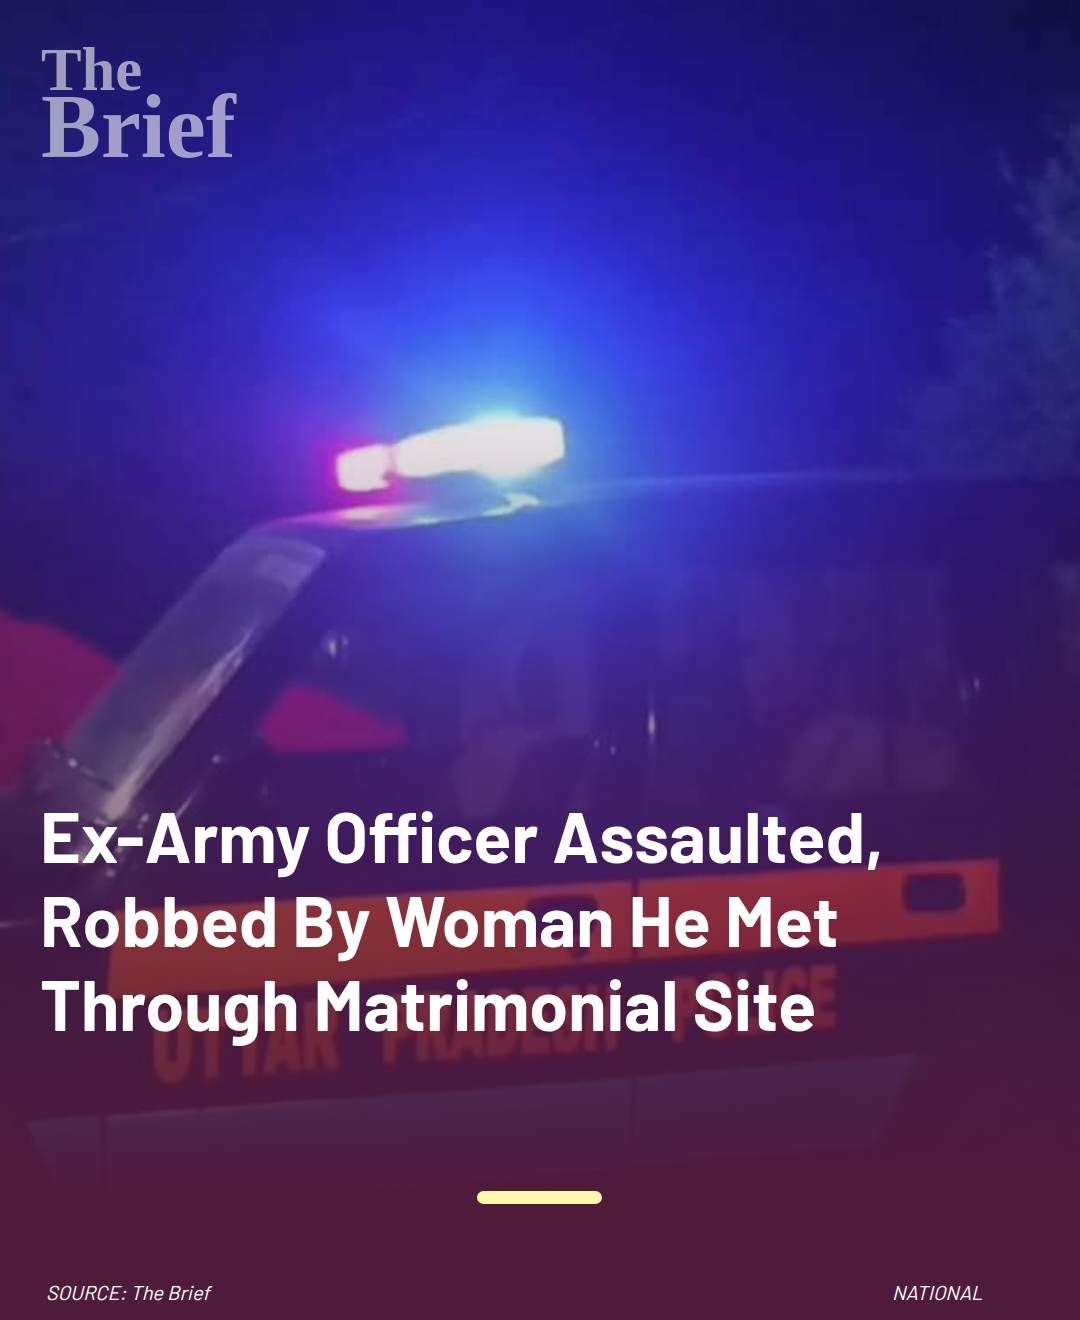 The
Brief
Ex-Army Officer Assaulted,
Robbed By Woman He Met
Through Matrimonial Site
UTTAR PRADESH POLICE
SOURCE: The Brief
NATIONAL